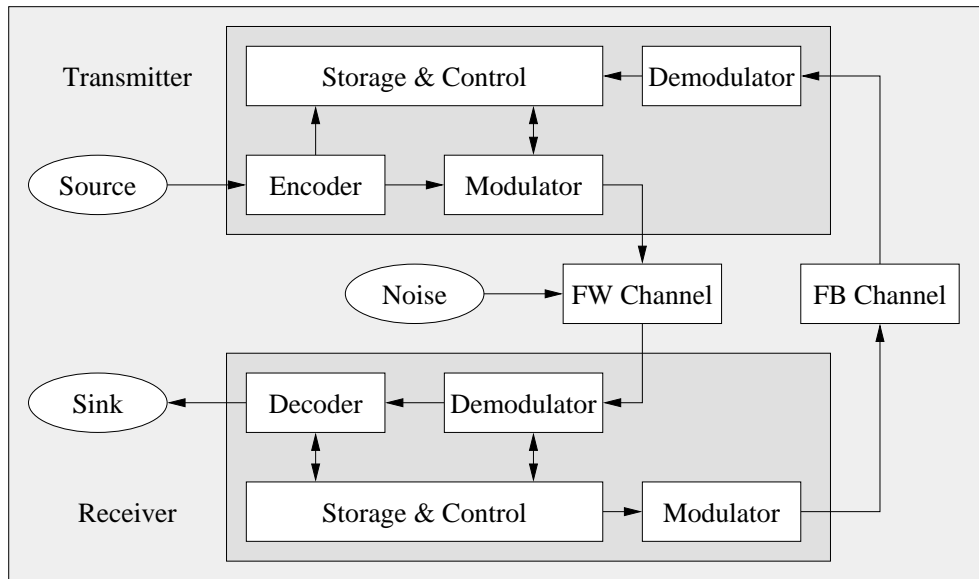 Storage & Control
Demodulator
Transmitter
Source
Encoder
Modulator
Noise
FW Channel
FB Channel
Sink
Decoder
Demodulator
Receiver
Storage & Control
Modulator